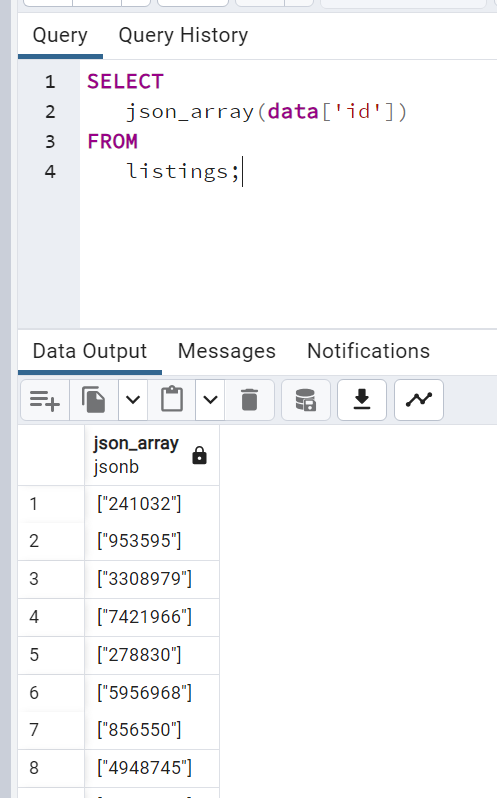 Query Query History
1 SELECT
2 json_array(data['id'])
3 FROM
4 listings;
Data Output Messages Notifications
json_array
jsonb
1 ["241032"]
2 ["953595"]
3 ["3308979"]
4 ["7421966"]
5 ["278830"]
6 ["5956968"]
7 ["856550"]
8 ["4948745"]